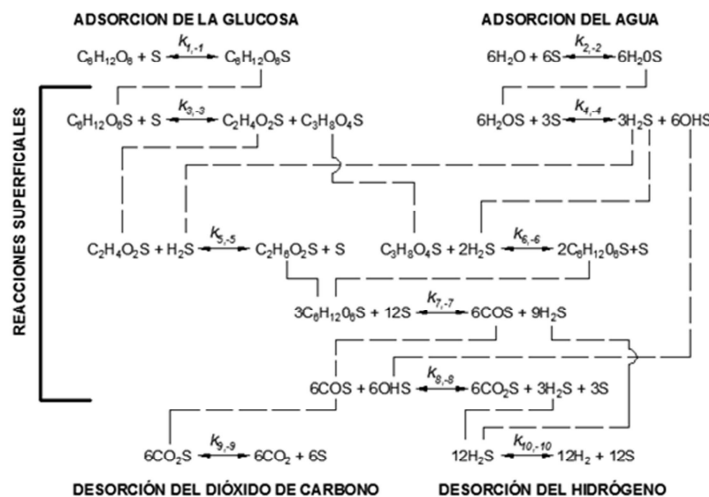 ADSORCION DE LA GLUCOSA
ADSORCION DEL AGUA
C₆H₁₂O₆ + S k₁,₋₁ C₆H₁₂O₆S
6H₂O + 6S k₂,₋₂ 6H₂0S
REACCIONES SUPERFICIALES
C₆H₁₂O₆S + S k₃,₋₃ C₂H₄O₂S + C₃H₈O₄S
6H₂OS + 3S k₄,₋₄ 3H₂S + 6OHS
C₂H₄O₂S + H₂S k₅,₋₅ C₂H₆O₂S + S
C₃H₈O₄S + 2H₂S k₆,₋₆ 2C₆H₁₂0₆S+S
3C₆H₁₂0₆S + 12S k₇,₋₇ 6COS + 9H₂S
6COS + 6OHS k₈,₋₈ 6CO₂S + 3H₂S + 3S
6CO₂S k₉,₋₉ 6CO₂ + 6S
12H₂S k₁₀,₋₁₀ 12H₂ + 12S
DESORCIÓN DEL DIÓXIDO DE CARBONO
DESORCIÓN DEL HIDRÓGENO